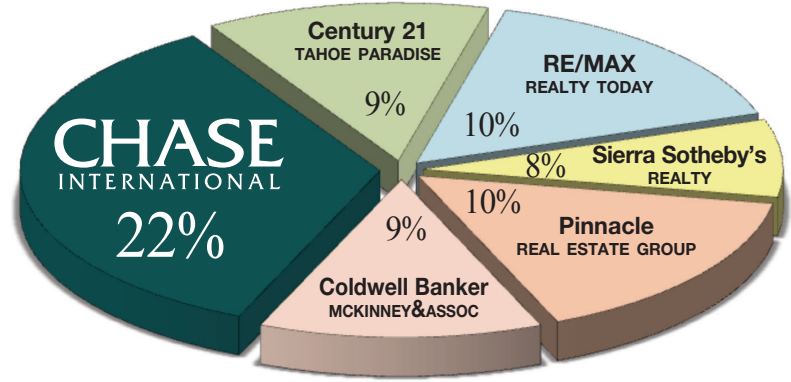 Century 21
TAHOE PARADISE
9%
RE/MAX
REALTY TODAY
10%
CHASE
INTERNATIONAL
22%
Sierra Sotheby's
REALTY
8%
Pinnacle
REAL ESTATE GROUP
10%
9%
Coldwell Banker
MCKINNEY&ASSOC